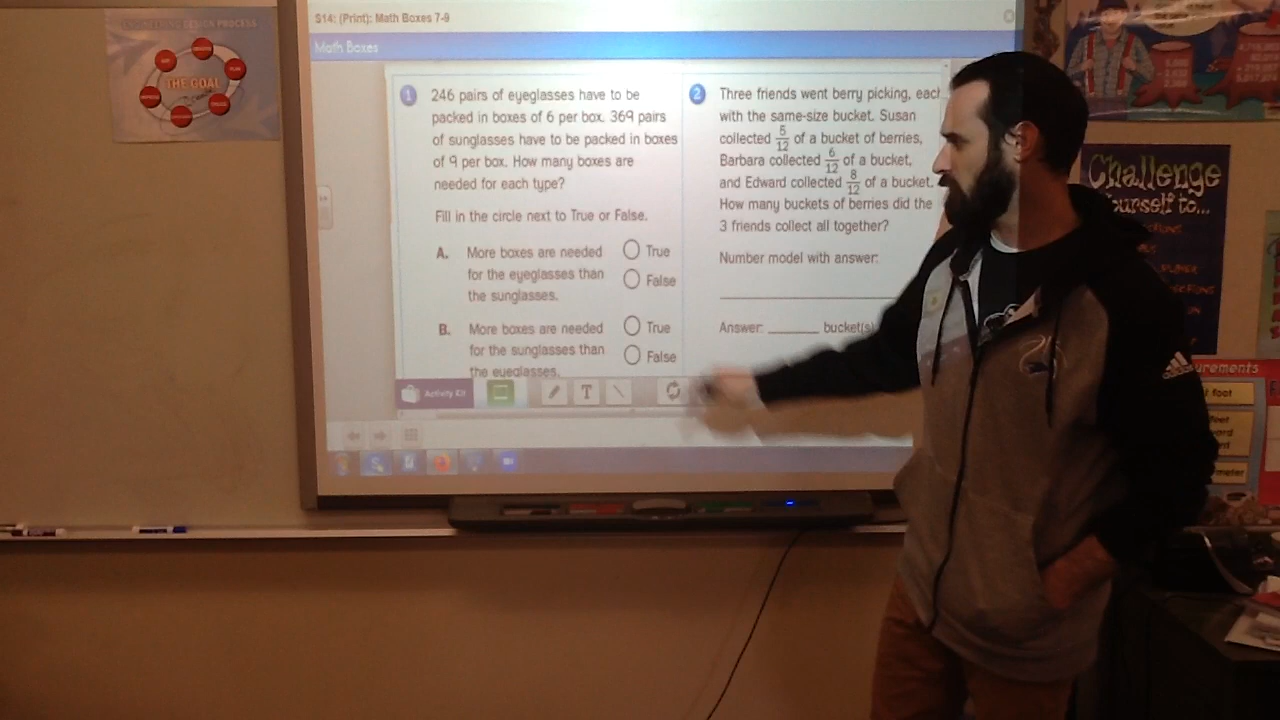 S14: (Print): Math Boxes 7-9
Math Boxes
ENGINEERING DESIGN PROCESS
THE GOAL
1
246 pairs of eyeglasses have to be
packed in boxes of 6 per box. 369 pairs
of sunglasses have to be packed in boxes
of 9 per box. How many boxes are
needed for each type?
Fill in the circle next to True or False.
A. More boxes are needed
for the eyeglasses than
the sunglasses.
True
False
B. More boxes are needed
for the sunglasses than
the eyeglasses.
True
False
2
Three friends went berry picking, each
with the same-size bucket. Susan
collected 5/12 of a bucket of berries,
Barbara collected 6/12 of a bucket,
and Edward collected 8/12 of a bucket.
How many buckets of berries did the
3 friends collect all together?
Number model with answer:
Answer: ______ bucket(s)
Activity Kit
T
Challenge
yourself to...
adidas
foot
feet